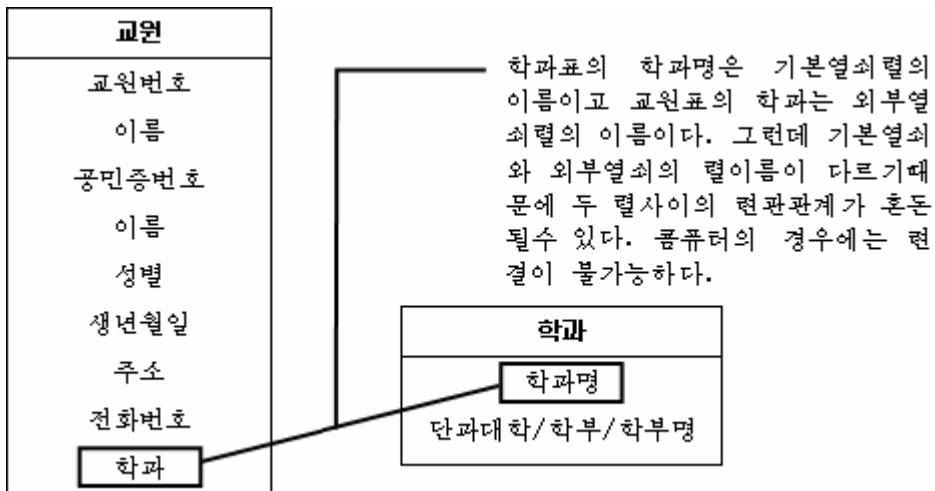 교원
교원번호
이름
공민증번호
이름
성별
생년월일
주소
전화번호
학과
학과표의 학과명은 기본열쇠렬의
이름이고 교원표의 학과는 외부열
쇠렬의 이름이다. 그런데 기본열쇠
와 외부열쇠의 렬이름이 다르기때
문에 두 렬사이의 련관관계가 혼돈
될수 있다. 콤퓨터의 경우에는 련
결이 불가능하다.
학과
학과명
단과대학/학부/학부명